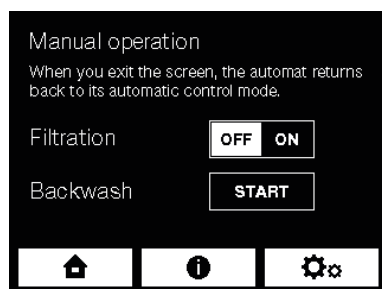 Manual operation
When you exit the screen, the automat returns
back to its automatic control mode.
Filtration OFF ON
Backwash START